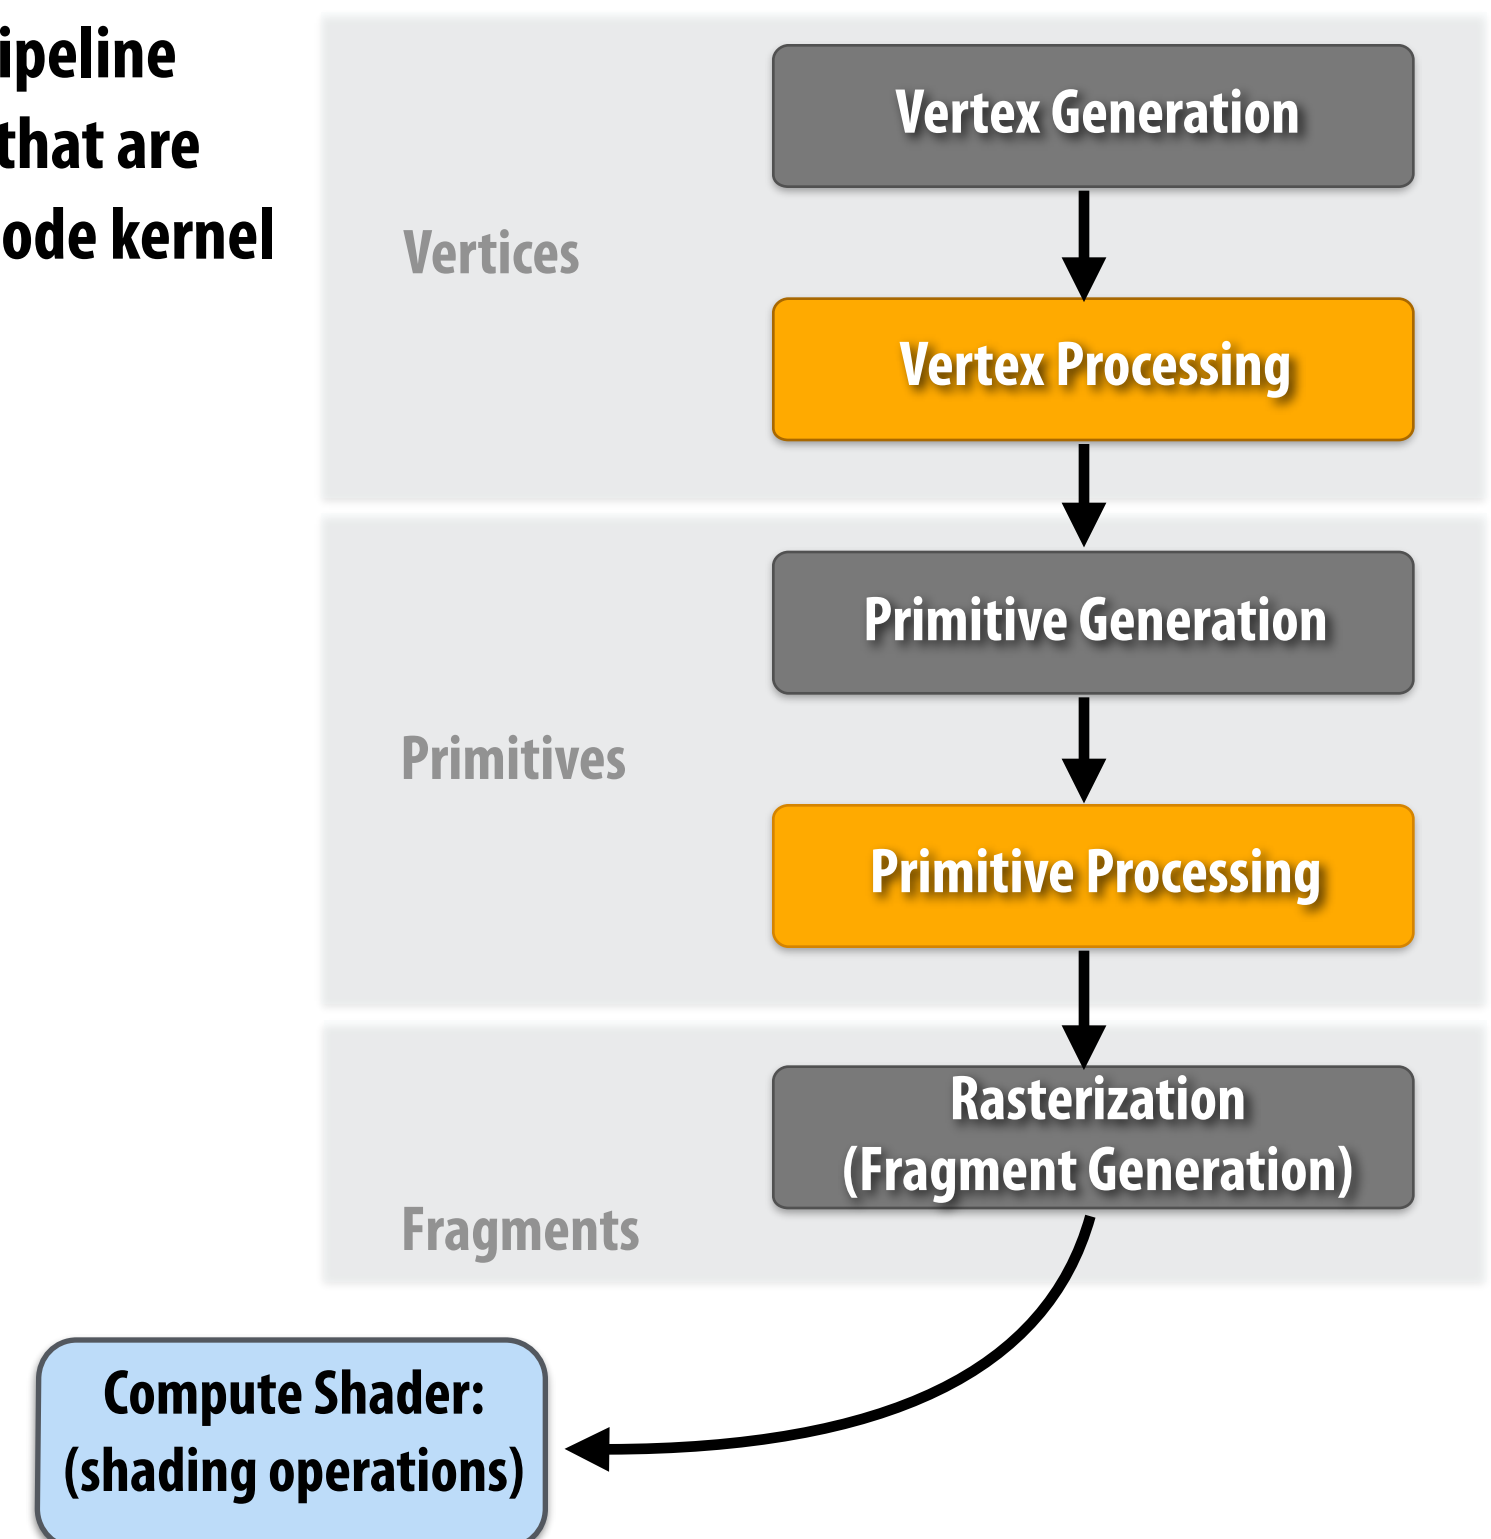 ipeline
that are
ode kernel
Vertex Generation
Vertices
Vertex Processing
Primitive Generation
Primitives
Primitive Processing
Rasterization
(Fragment Generation)
Fragments
Compute Shader:
(shading operations)